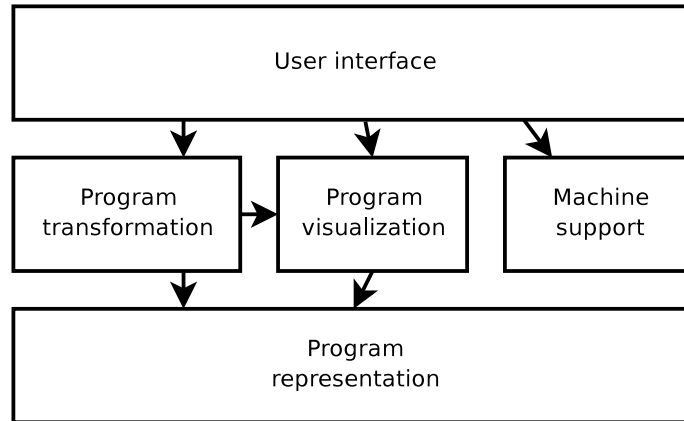 User interface
Program
transformation
Program
visualization
Machine
support
Program
representation